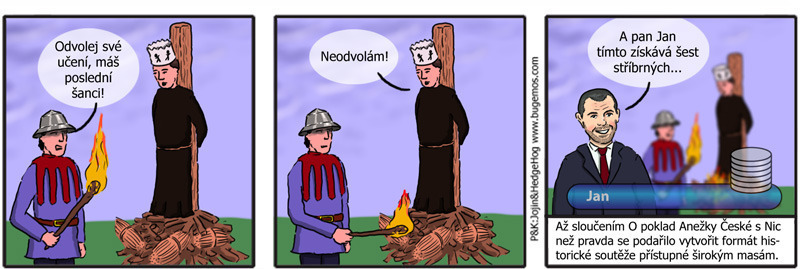 Odvolej své
učení, máš
poslední
šanci!
Neodvolám!
P&K:Jojin&HedgeHog www.bugemos.com
A pan Jan
tímto získává šest
stříbrných...
Jan
Až sloučením O poklad Anežky České s Nic
než pravda se podařilo vytvořit formát his-
torické soutěže přístupné širokým masám.